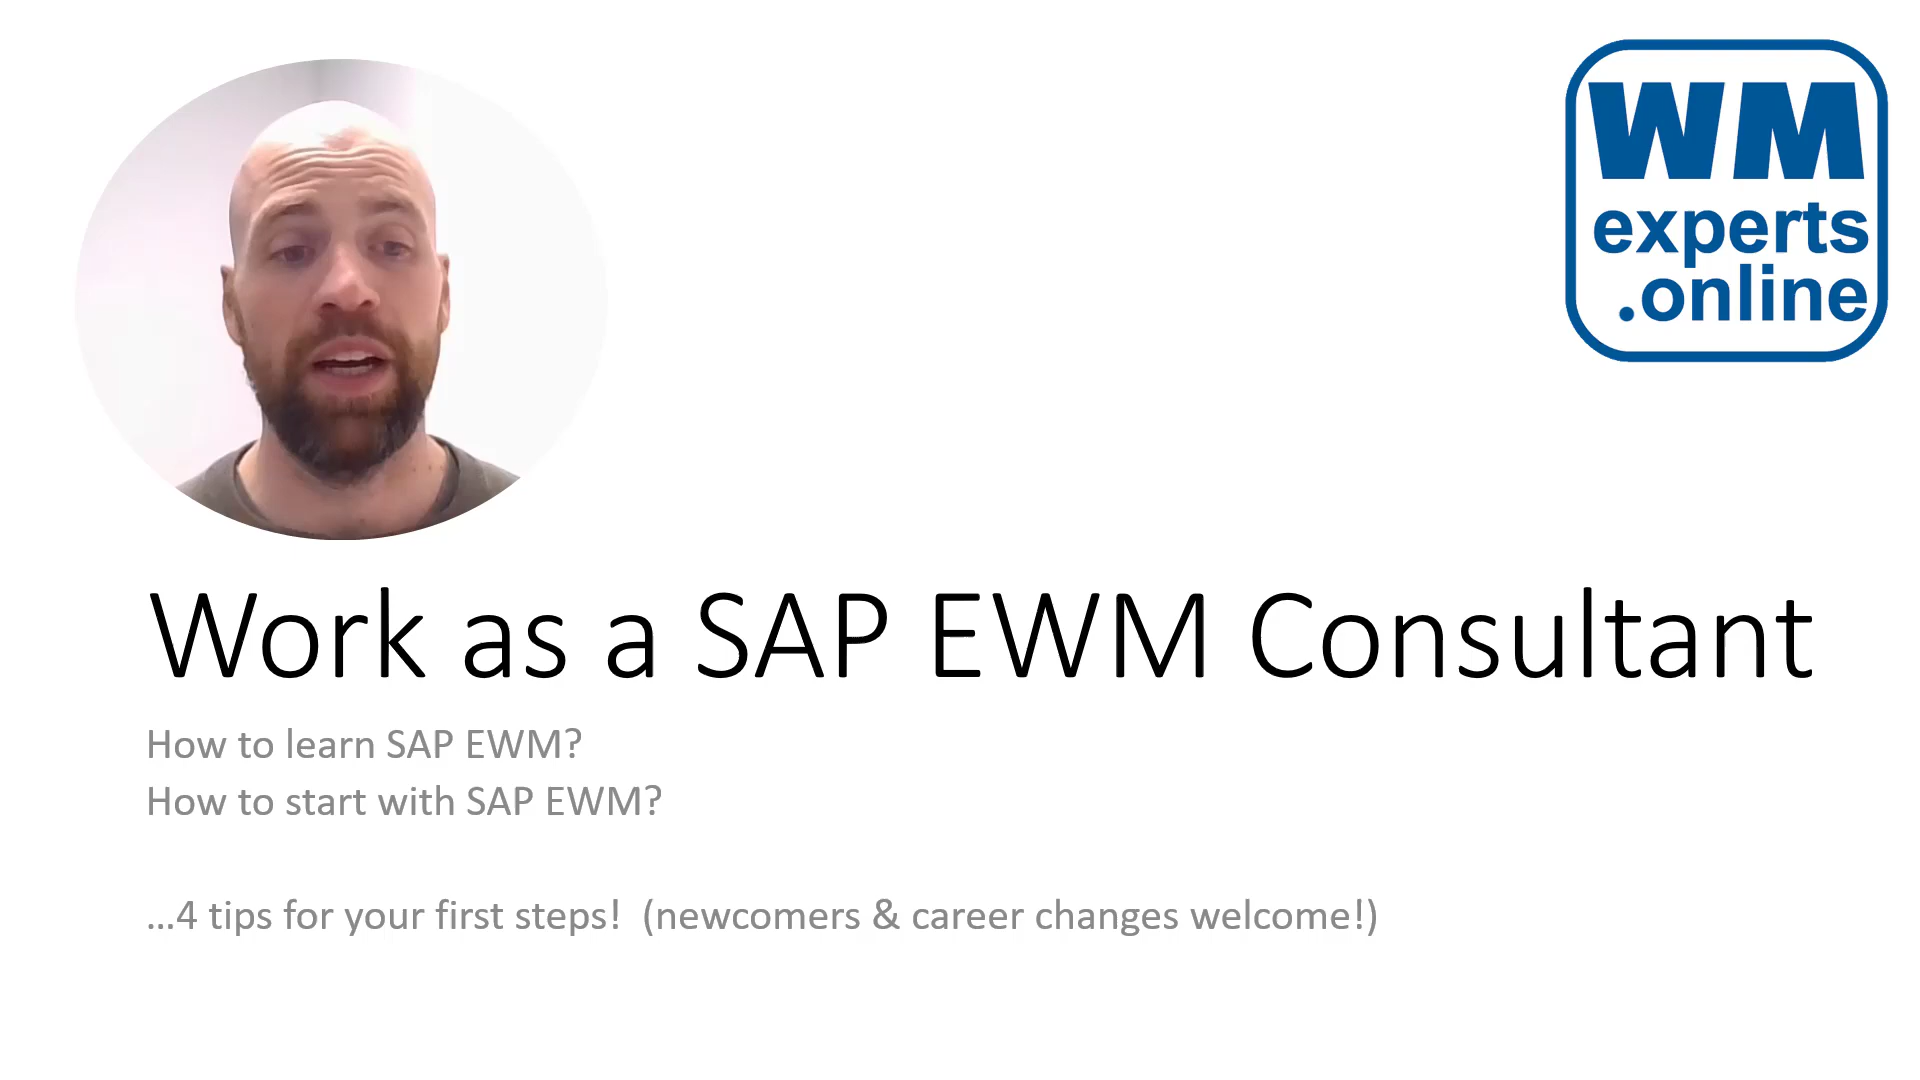 WM
experts
.online
Work as a SAP EWM Consultant
How to learn SAP EWM?
How to start with SAP EWM?
...4 tips for your first steps! (newcomers & career changes welcome!)